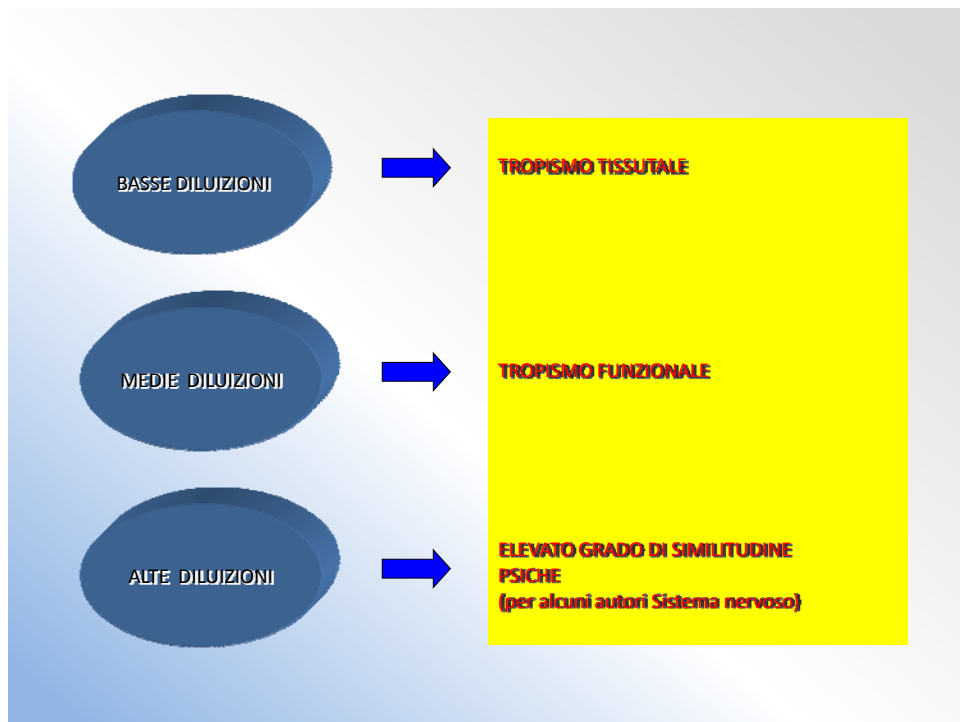 BASSE DILUIZIONI
TROPISMO TISSUTALE
MEDIE DILUIZIONI
TROPISMO FUNZIONALE
ALTE DILUIZIONI
ELEVATO GRADO DI SIMILITUDINE
PSICHE
(per alcuni autori Sistema nervoso)